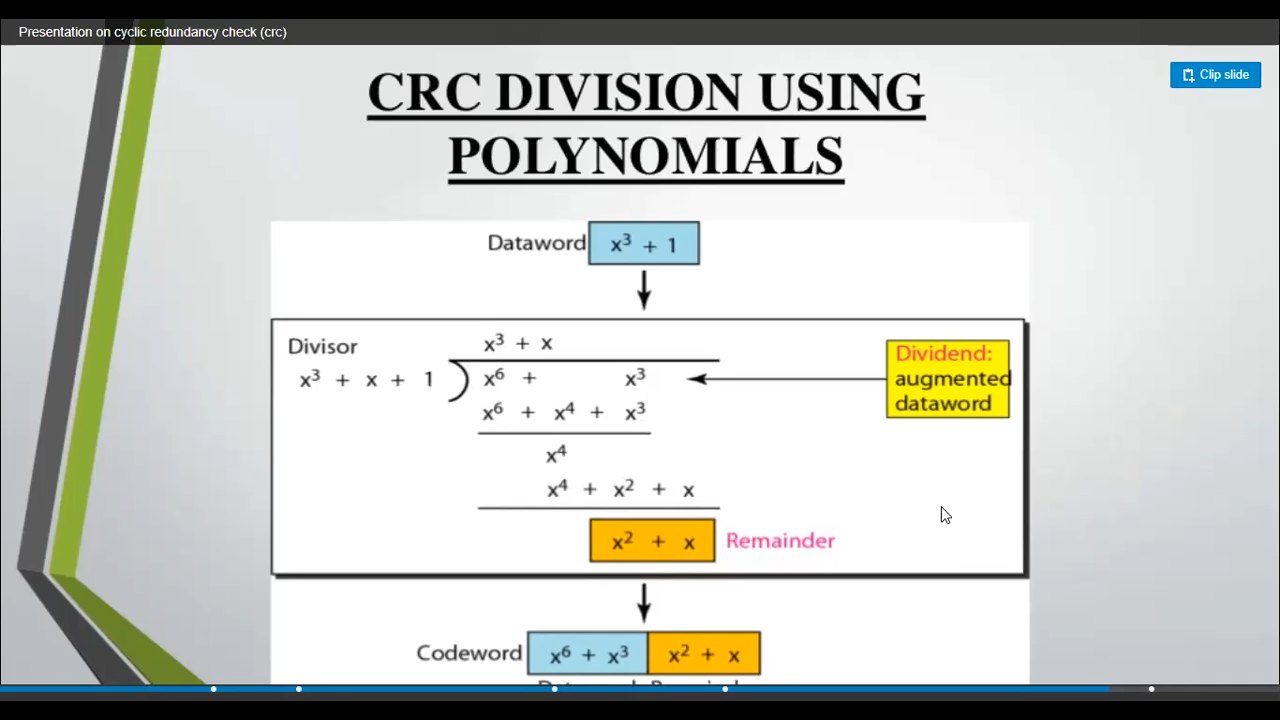 Presentation on cyclic redundancy check (crc)
Clip slide
CRC DIVISION USING
POLYNOMIALS
Dataword x³ + 1
Divisor
x³ + x
x³ + x + 1
x⁶ + x³
Dividend:
augmented
dataword
x⁶ + x⁴ + x³
x⁴
x⁴ + x² + x
x² + x Remainder
Codeword x⁶ + x³ x² + x